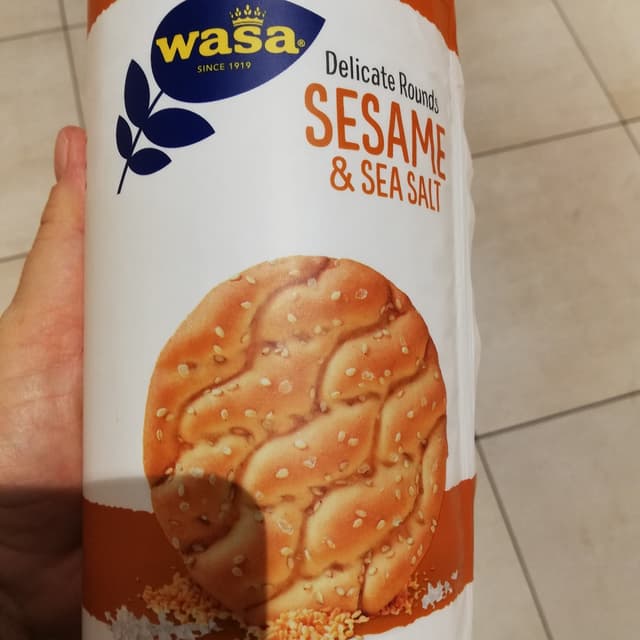 wasa®
SINCE 1919
Delicate Rounds
SESAME
& SEA SALT